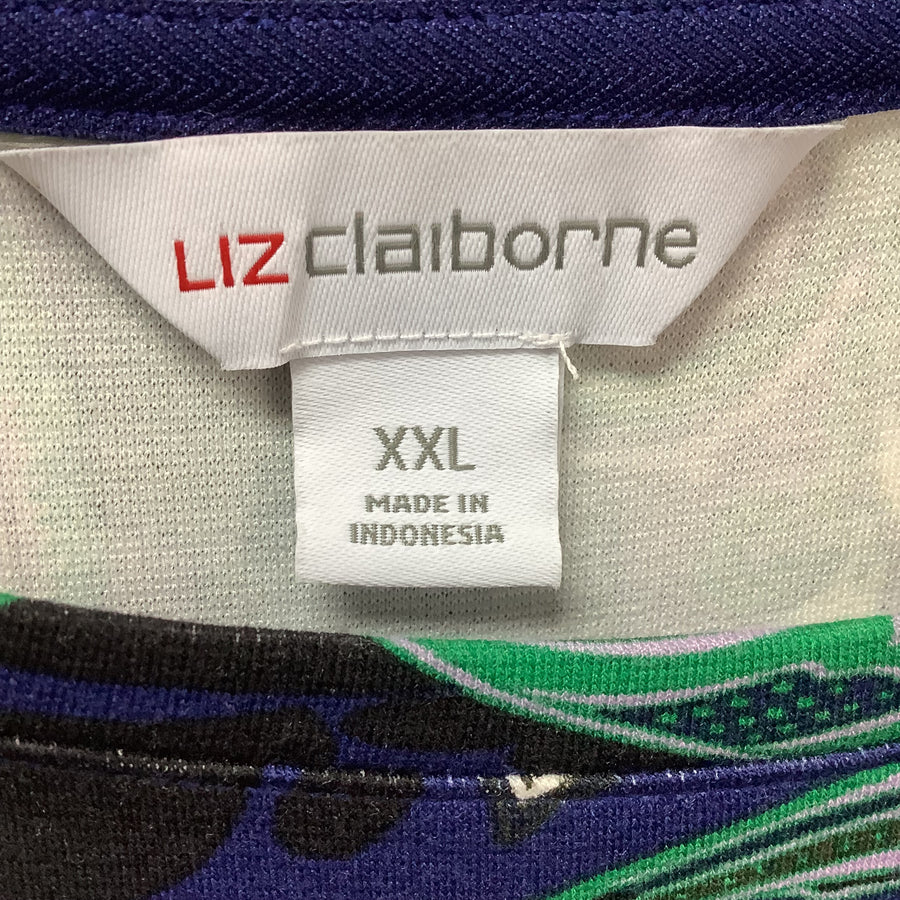 LIZ claiborne
XXL
MADE IN
INDONESIA